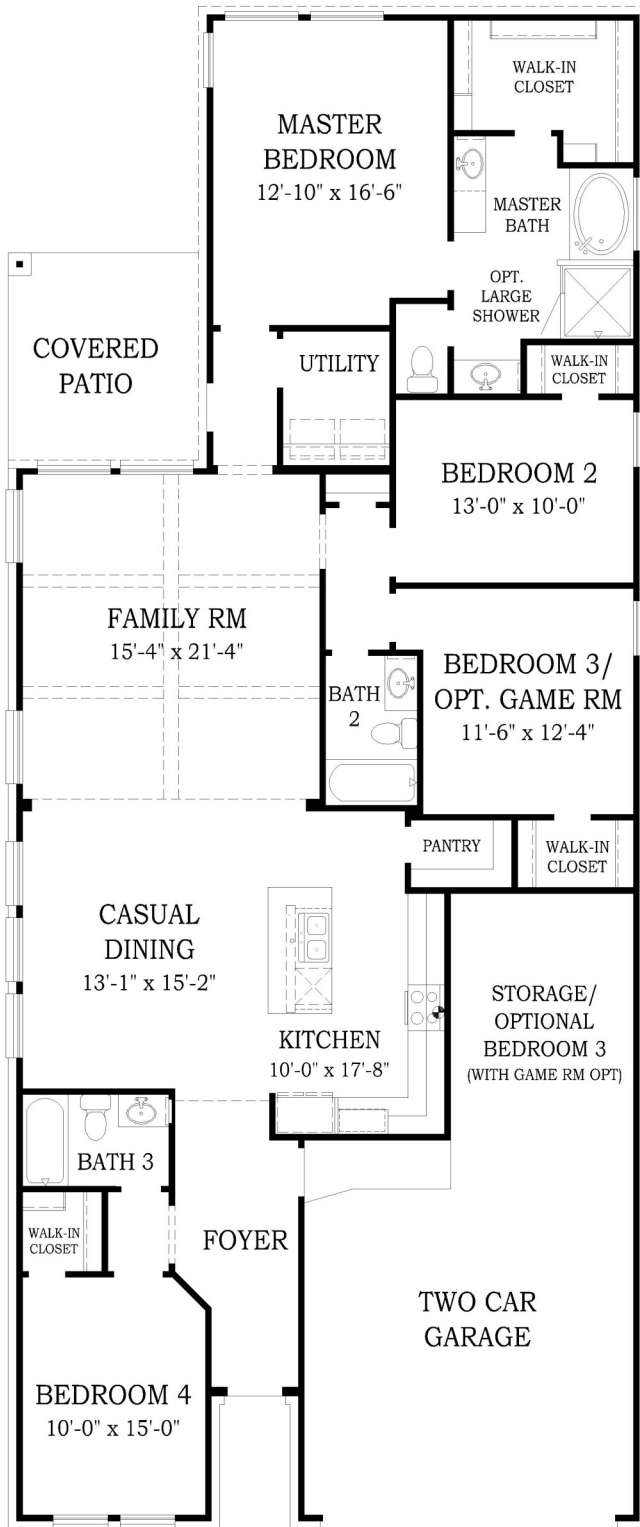 WALK-IN
CLOSET
MASTER
BEDROOM
12'-10" x 16'-6"
MASTER
BATH
OPT.
LARGE
SHOWER
COVERED
PATIO
UTILITY
WALK-IN
CLOSET
BEDROOM 2
13'-0" x 10'-0"
FAMILY RM
15'-4" x 21'-4"
BATH
2
BEDROOM 3/
OPT. GAME RM
11'-6" x 12'-4"
PANTRY
WALK-IN
CLOSET
CASUAL
DINING
13'-1" x 15'-2"
KITCHEN
10'-0" x 17'-8"
STORAGE/
OPTIONAL
BEDROOM 3
(WITH GAME RM OPT)
BATH 3
WALK-IN
CLOSET
FOYER
TWO CAR
GARAGE
BEDROOM 4
10'-0" x 15'-0"